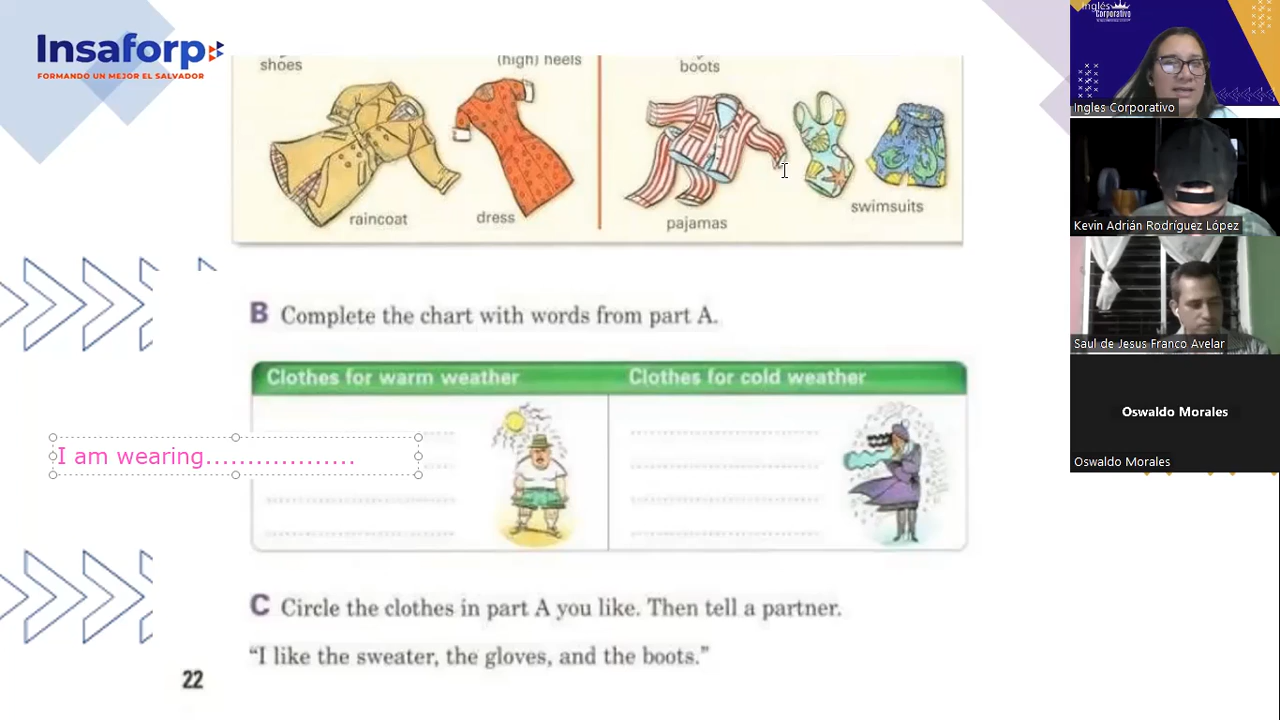 Insaforp
FORMANDO UN MEJOR EL SALVADOR
shoes
(high) heels
boots
raincoat
dress
pajamas
swimsuits
B Complete the chart with words from part A.
Clothes for warm weather
Clothes for cold weather
I am wearing..................
C Circle the clothes in part A you like. Then tell a partner.
“I like the sweater, the gloves, and the boots.”
22
Inglés
Corporativo
Ingles Corporativo
Kevin Adrián Rodríguez López
Saul de Jesus Franco Avelar
Oswaldo Morales
Oswaldo Morales